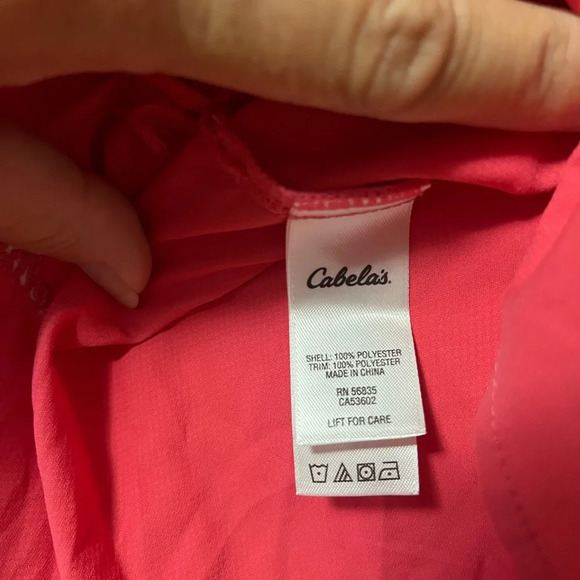 Cabela's.
SHELL: 100% POLYESTER
TRIM: 100% POLYESTER
MADE IN CHINA
RN 56835
CA53602
LIFT FOR CARE